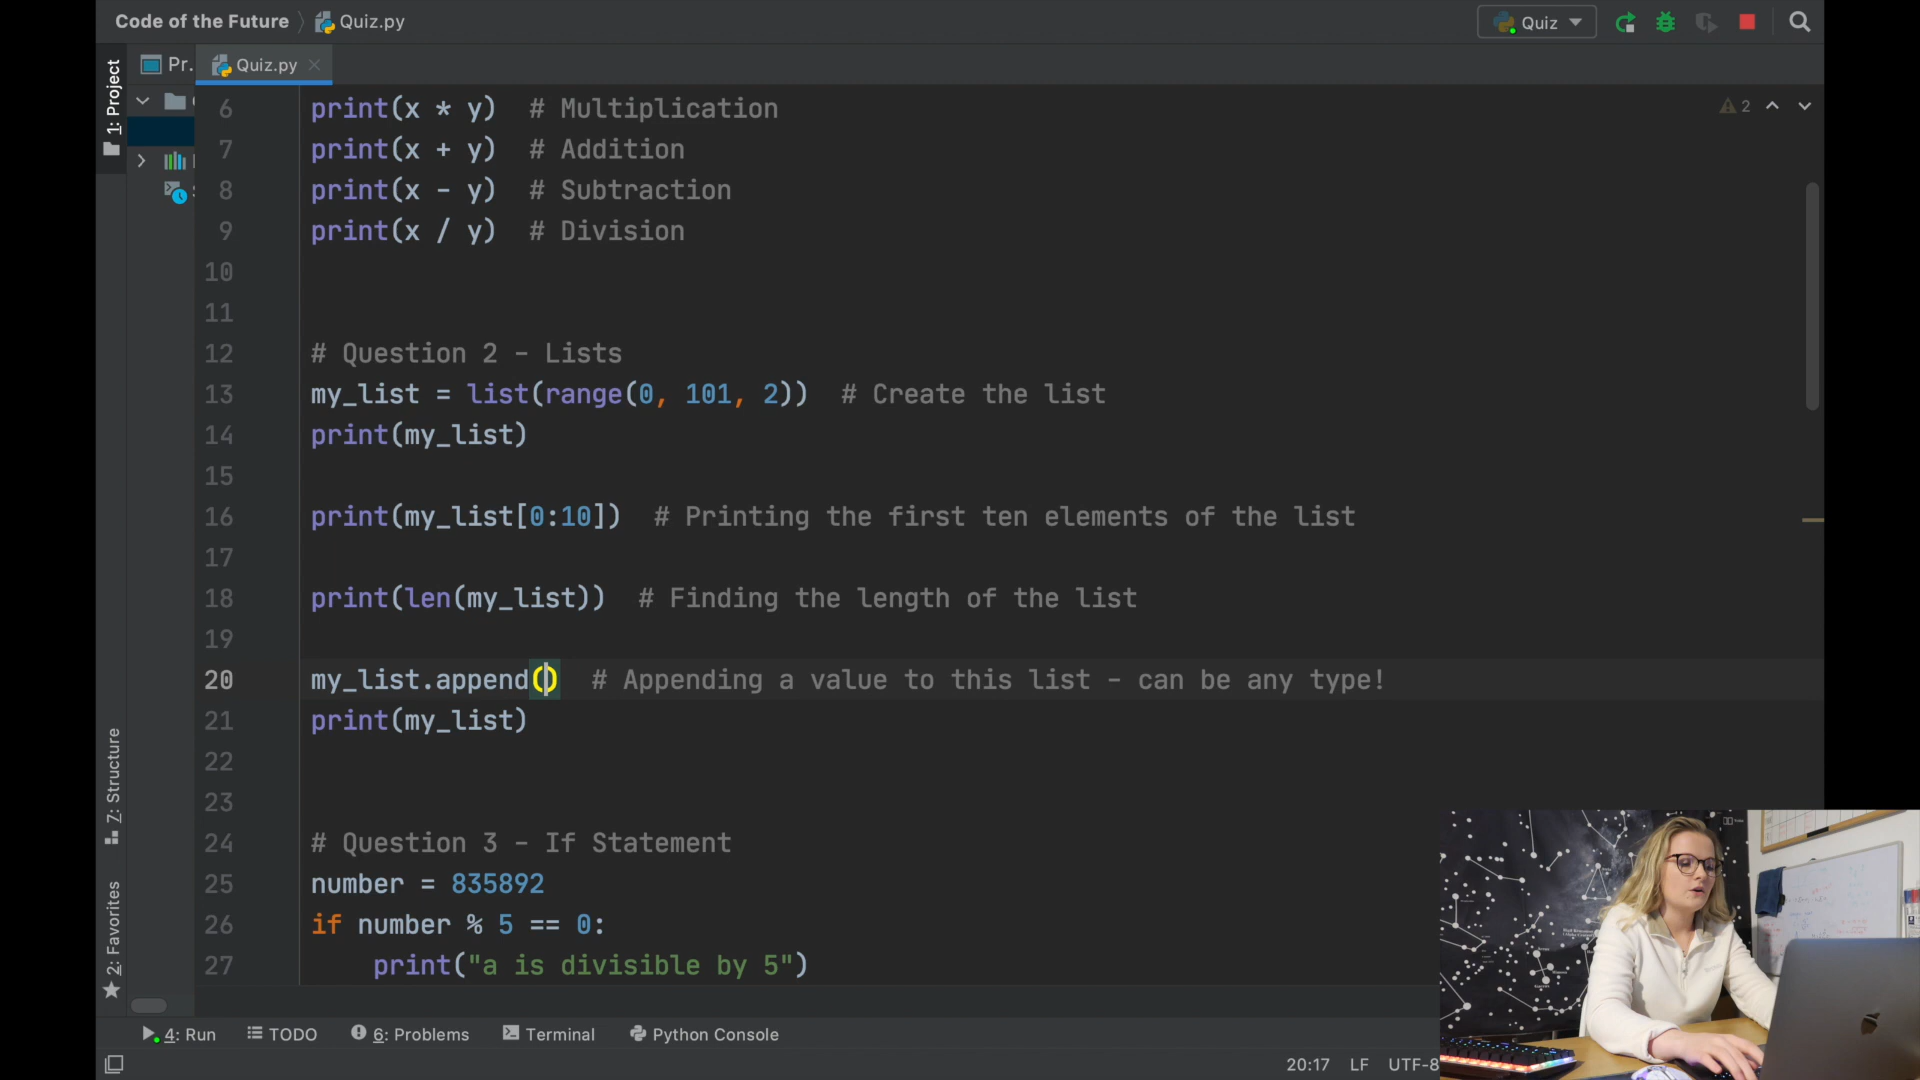 Code of the Future Quiz.py
Quiz
1: Project
Pr.
Quiz.py
2
6 print(x * y) # Multiplication
7 print(x + y) # Addition
8 print(x - y) # Subtraction
9 print(x / y) # Division
10
11
12 # Question 2 - Lists
13 my_list = list(range(0, 101, 2)) # Create the list
14 print(my_list)
15
16 print(my_list[0:10]) # Printing the first ten elements of the list
17
18 print(len(my_list)) # Finding the length of the list
19
20 my_list.append() # Appending a value to this list - can be any type!
21 print(my_list)
22
23
24 # Question 3 - If Statement
25 number = 835892
26 if number % 5 == 0:
27 print("a is divisible by 5")
7: Structure
2: Favorites
4: Run TODO 6: Problems Terminal Python Console
20:17 LF UTF-8